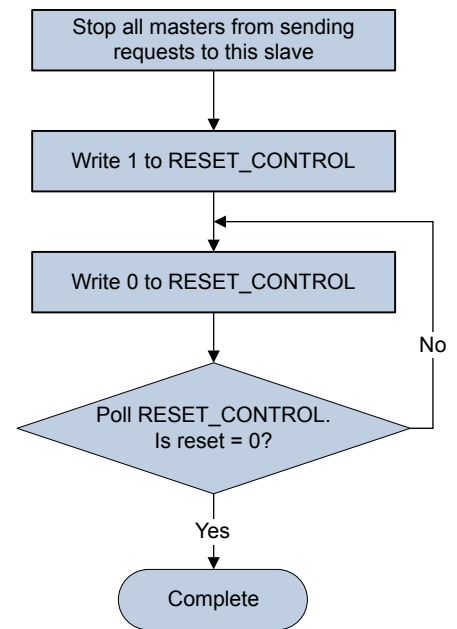 Stop all masters from sending
requests to this slave
Write 1 to RESET_CONTROL
Write 0 to RESET_CONTROL
No
Poll RESET_CONTROL.
Is reset = 0?
Yes
Complete